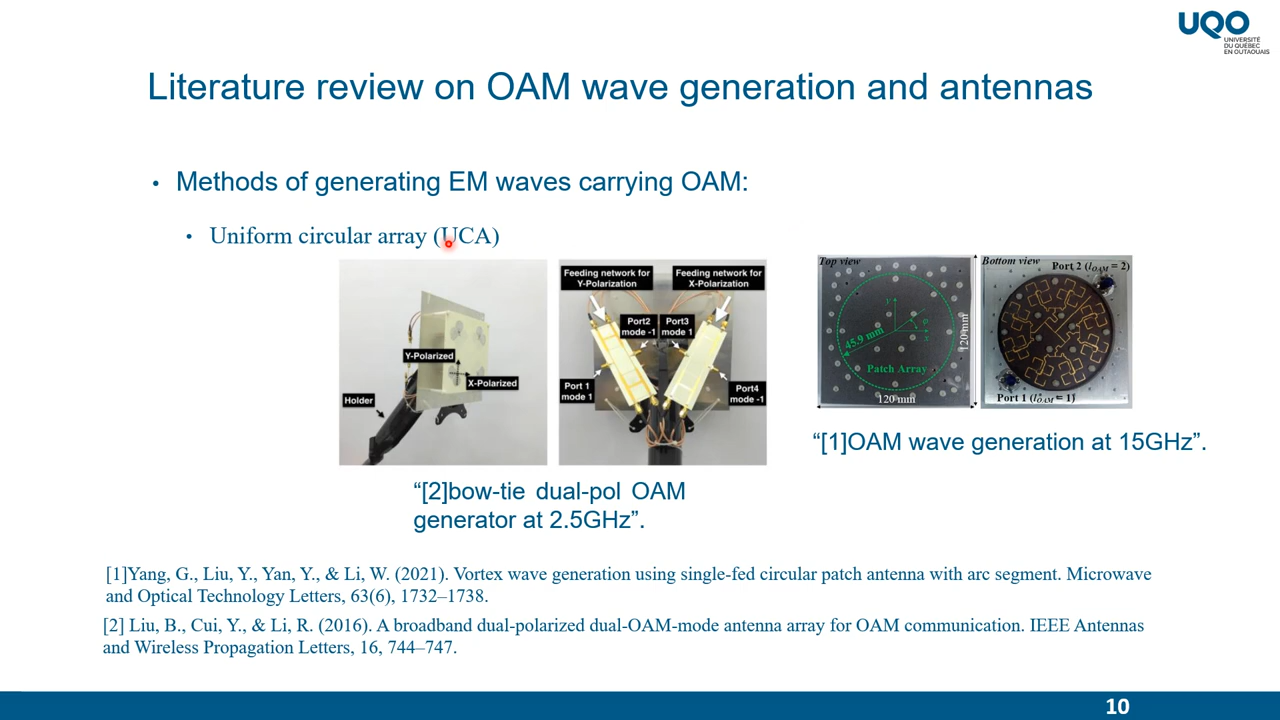 UQO
UNIVERSITÉ
DU QUÉBEC
EN OUTAOUAIS
Literature review on OAM wave generation and antennas
• Methods of generating EM waves carrying OAM:
• Uniform circular array (UCA)
Y-Polarized
X-Polarized
Holder
Feeding network for
Y-Polarization
Feeding network for
X-Polarization
Port2
mode -1
Port3
mode 1
Port 1
mode 1
Port4
mode -1
Top view
y
φ
x
45.9 mm
Patch Array
120 mm
120 mm
Bottom view
Port 2 (lOAM = 2)
Port 1 (lOAM = 1)
“[1]OAM wave generation at 15GHz”.
“[2]bow-tie dual-pol OAM
generator at 2.5GHz”.
[1]Yang, G., Liu, Y., Yan, Y., & Li, W. (2021). Vortex wave generation using single-fed circular patch antenna with arc segment. Microwave
and Optical Technology Letters, 63(6), 1732–1738.
[2] Liu, B., Cui, Y., & Li, R. (2016). A broadband dual-polarized dual-OAM-mode antenna array for OAM communication. IEEE Antennas
and Wireless Propagation Letters, 16, 744–747.
10